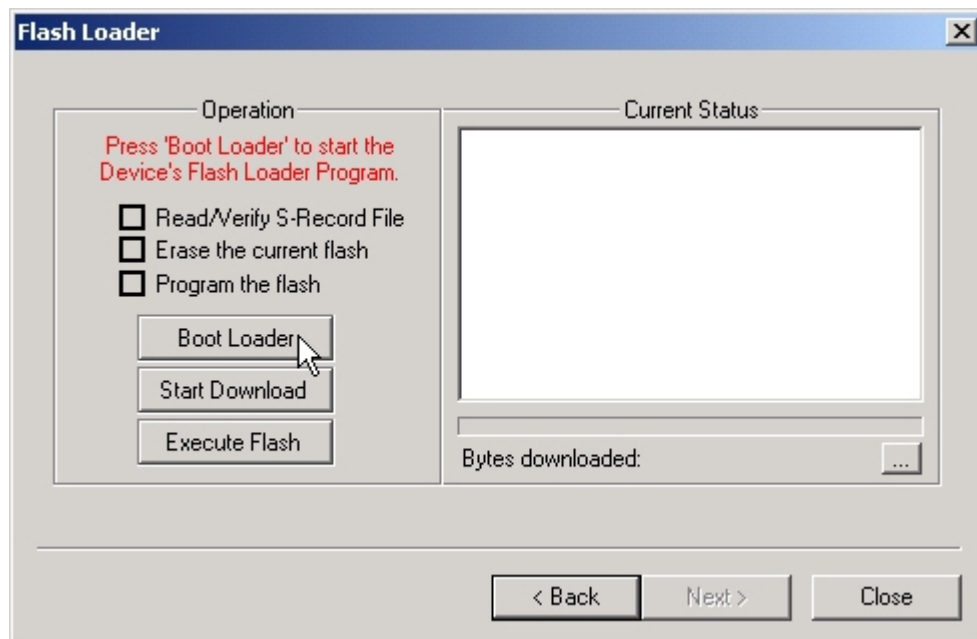 Flash Loader
Operation
Press 'Boot Loader' to start the
Device's Flash Loader Program.
Read/Verify S-Record File
Erase the current flash
Program the flash
Boot Loader
Start Download
Execute Flash
Current Status
Bytes downloaded:
...
< Back
Next >
Close